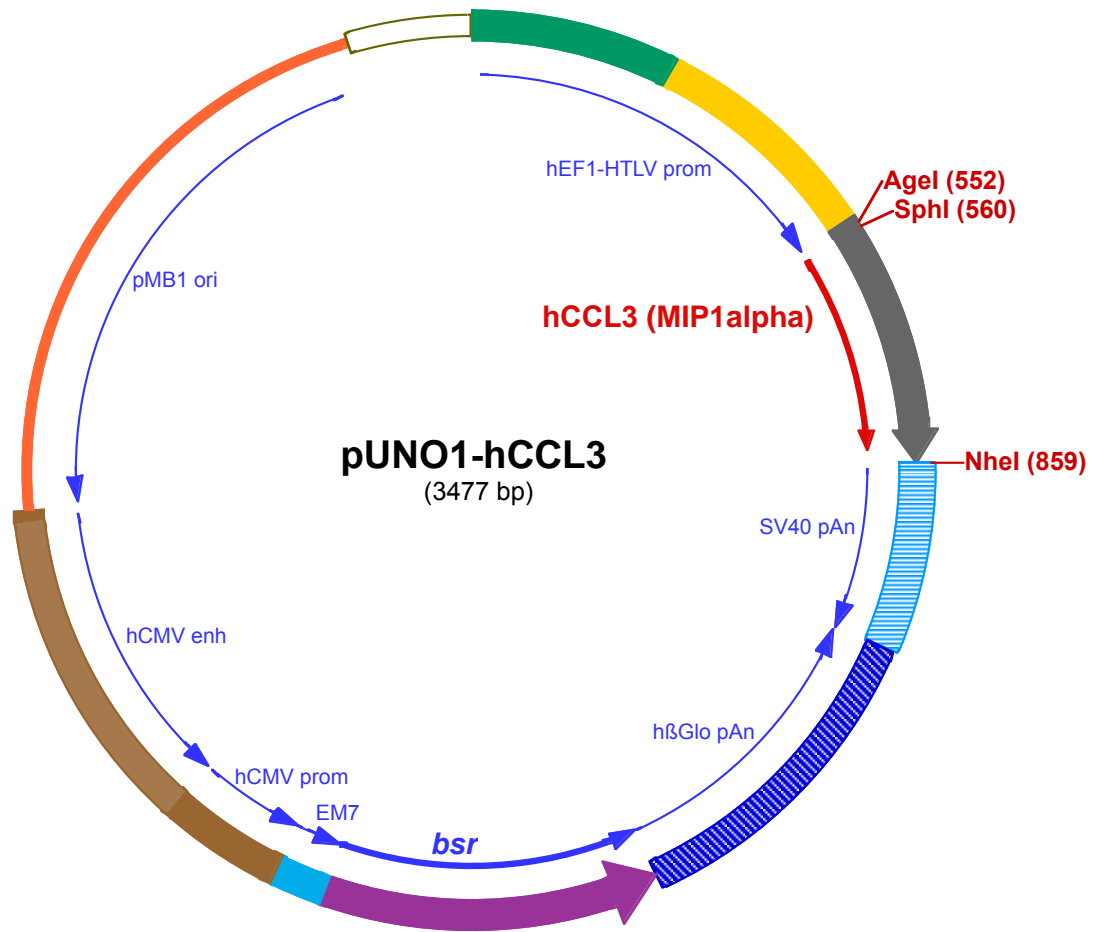 hEF1-HTLV prom
AgeI (552)
SphI (560)
pMB1 ori
hCCL3 (MIP1alpha)
pUNO1-hCCL3
(3477 bp)
NheI (859)
SV40 pAn
hCMV enh
hßGlo pAn
hCMV prom
EM7
bsr